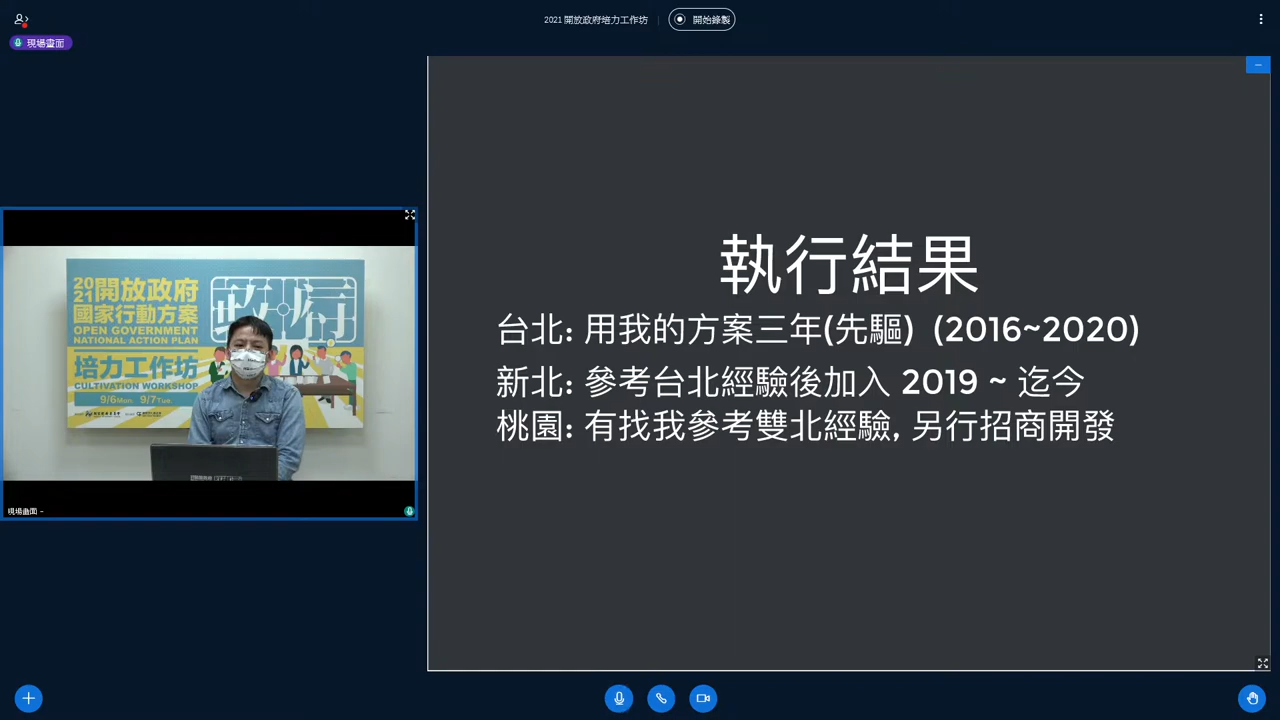 2021 開放政府培力工作坊
開始錄製
現場畫面
2021開放政府
國家行動方案
OPEN GOVERNMENT
NATIONAL ACTION PLAN
培力工作坊
CULTIVATION WORKSHOP
9/6Mon 9/7Tue
現場畫面
執行結果
台北: 用我的方案三年(先驅) (2016~2020)
新北: 參考台北經驗後加入 2019 ~ 迄今
桃園: 有找我參考雙北經驗, 另行招商開發